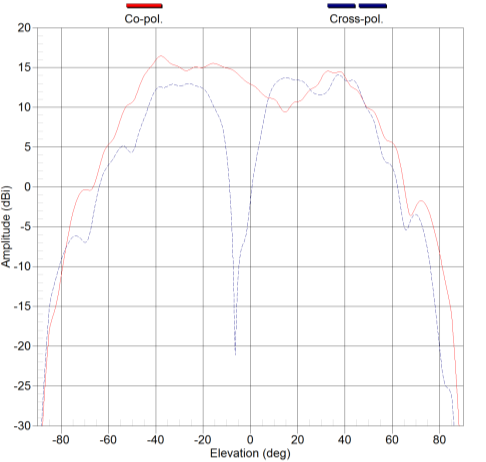 Co-pol. Cross-pol.
20
15
10
5
0
-5
-10
-15
-20
-25
-30
Amplitude (dBi)
-80 -60 -40 -20 0 20 40 60 80
Elevation (deg)